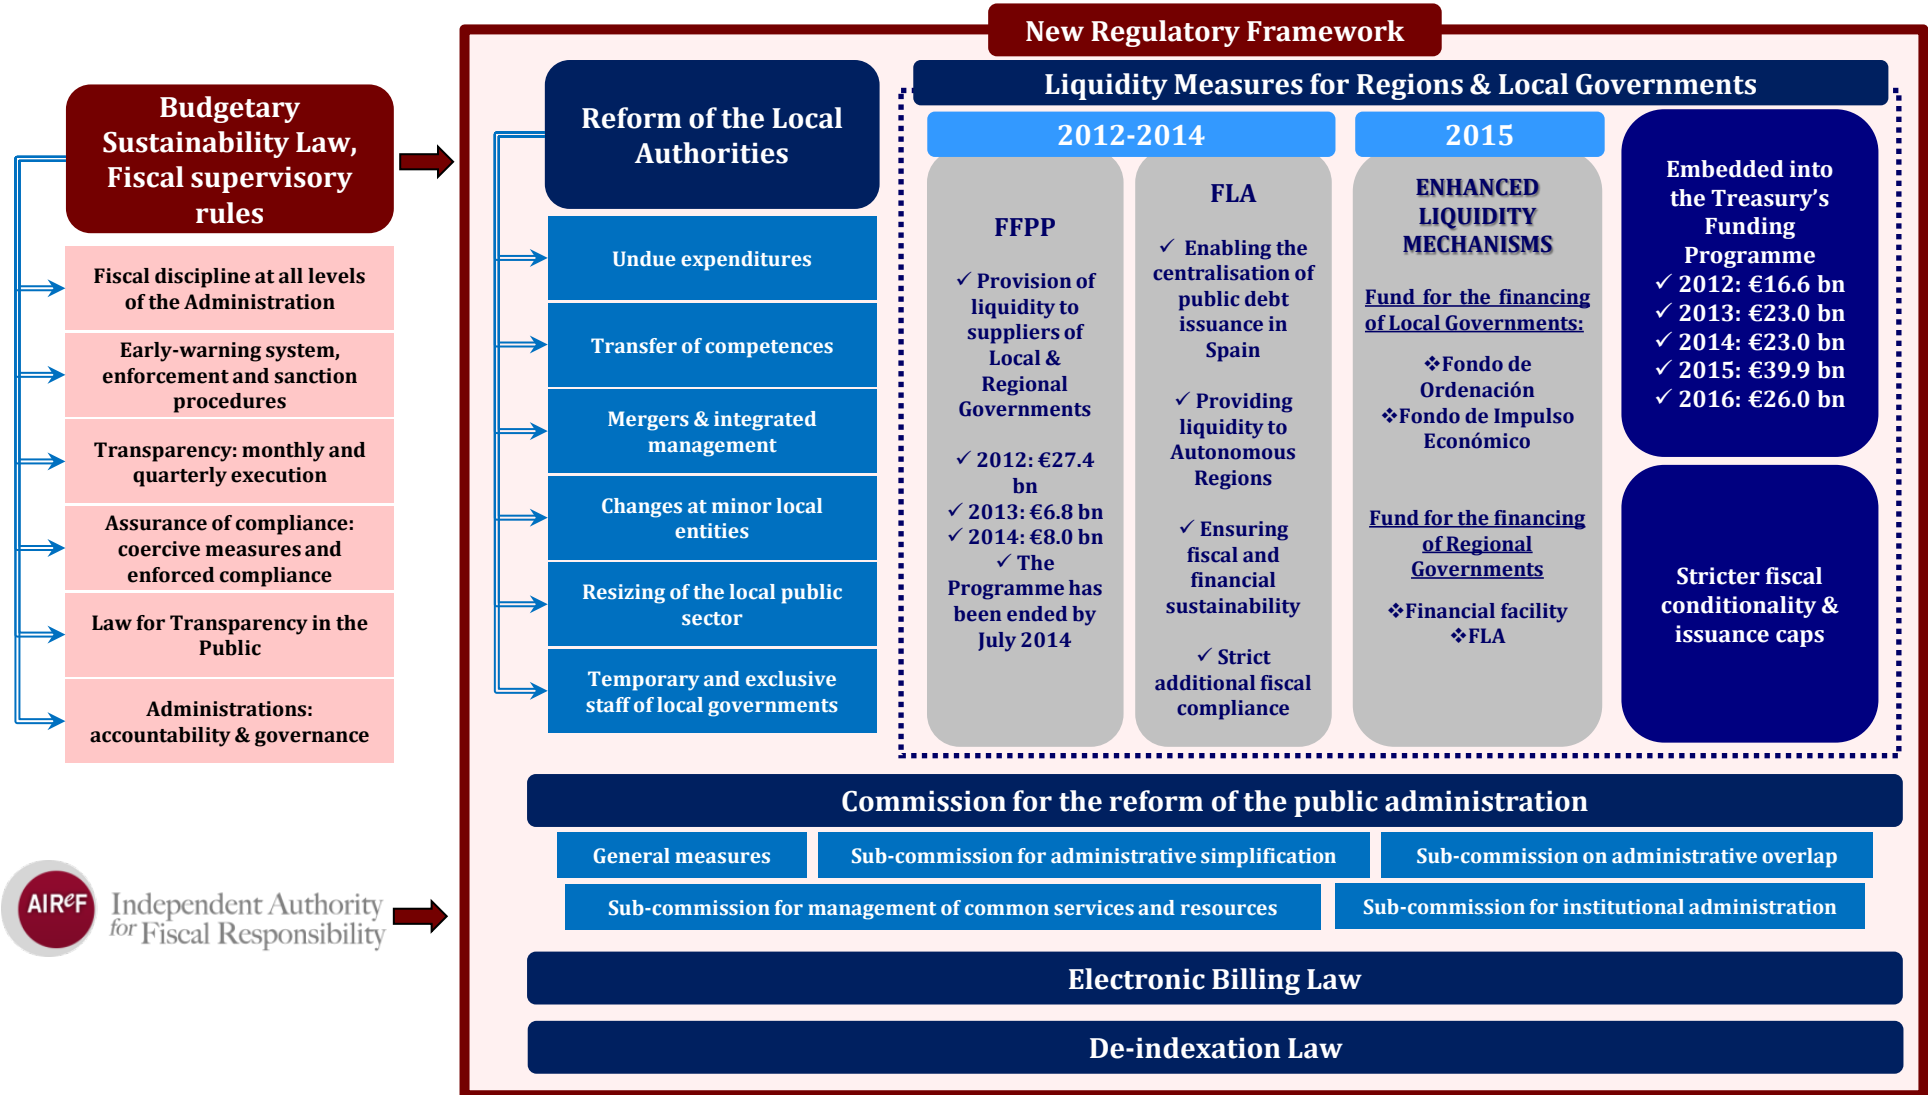 New Regulatory Framework
Budgetary
Sustainability Law,
Fiscal supervisory
rules
Fiscal discipline at all levels
of the Administration
Early-warning system,
enforcement and sanction
procedures
Transparency: monthly and
quarterly execution
Assurance of compliance:
coercive measures and
enforced compliance
Law for Transparency in the
Public
Administrations:
accountability & governance
AIReF
Independent Authority
for Fiscal Responsibility
Reform of the Local
Authorities
Undue expenditures
Transfer of competences
Mergers & integrated
management
Changes at minor local
entities
Resizing of the local public
sector
Temporary and exclusive
staff of local governments
Liquidity Measures for Regions & Local Governments
2012-2014
FFPP
✓ Provision of
liquidity to
suppliers of
Local &
Regional
Governments
✓ 2012: €27.4
bn
✓ 2013: €6.8 bn
✓ 2014: €8.0 bn
✓ The
Programme has
been ended by
July 2014
FLA
✓ Enabling the
centralisation of
public debt
issuance in
Spain
✓ Providing
liquidity to
Autonomous
Regions
✓ Ensuring
fiscal and
financial
sustainability
✓ Strict
additional fiscal
compliance
2015
ENHANCED
LIQUIDITY
MECHANISMS
Fund for the financing
of Local Governments:
❖Fondo de
Ordenación
❖Fondo de Impulso
Económico
Fund for the financing
of Regional
Governments
❖Financial facility
❖FLA
Embedded into
the Treasury’s
Funding
Programme
✓ 2012: €16.6 bn
✓ 2013: €23.0 bn
✓ 2014: €23.0 bn
✓ 2015: €39.9 bn
✓ 2016: €26.0 bn
Stricter fiscal
conditionality &
issuance caps
Commission for the reform of the public administration
General measures
Sub-commission for administrative simplification
Sub-commission on administrative overlap
Sub-commission for management of common services and resources
Sub-commission for institutional administration
Electronic Billing Law
De-indexation Law